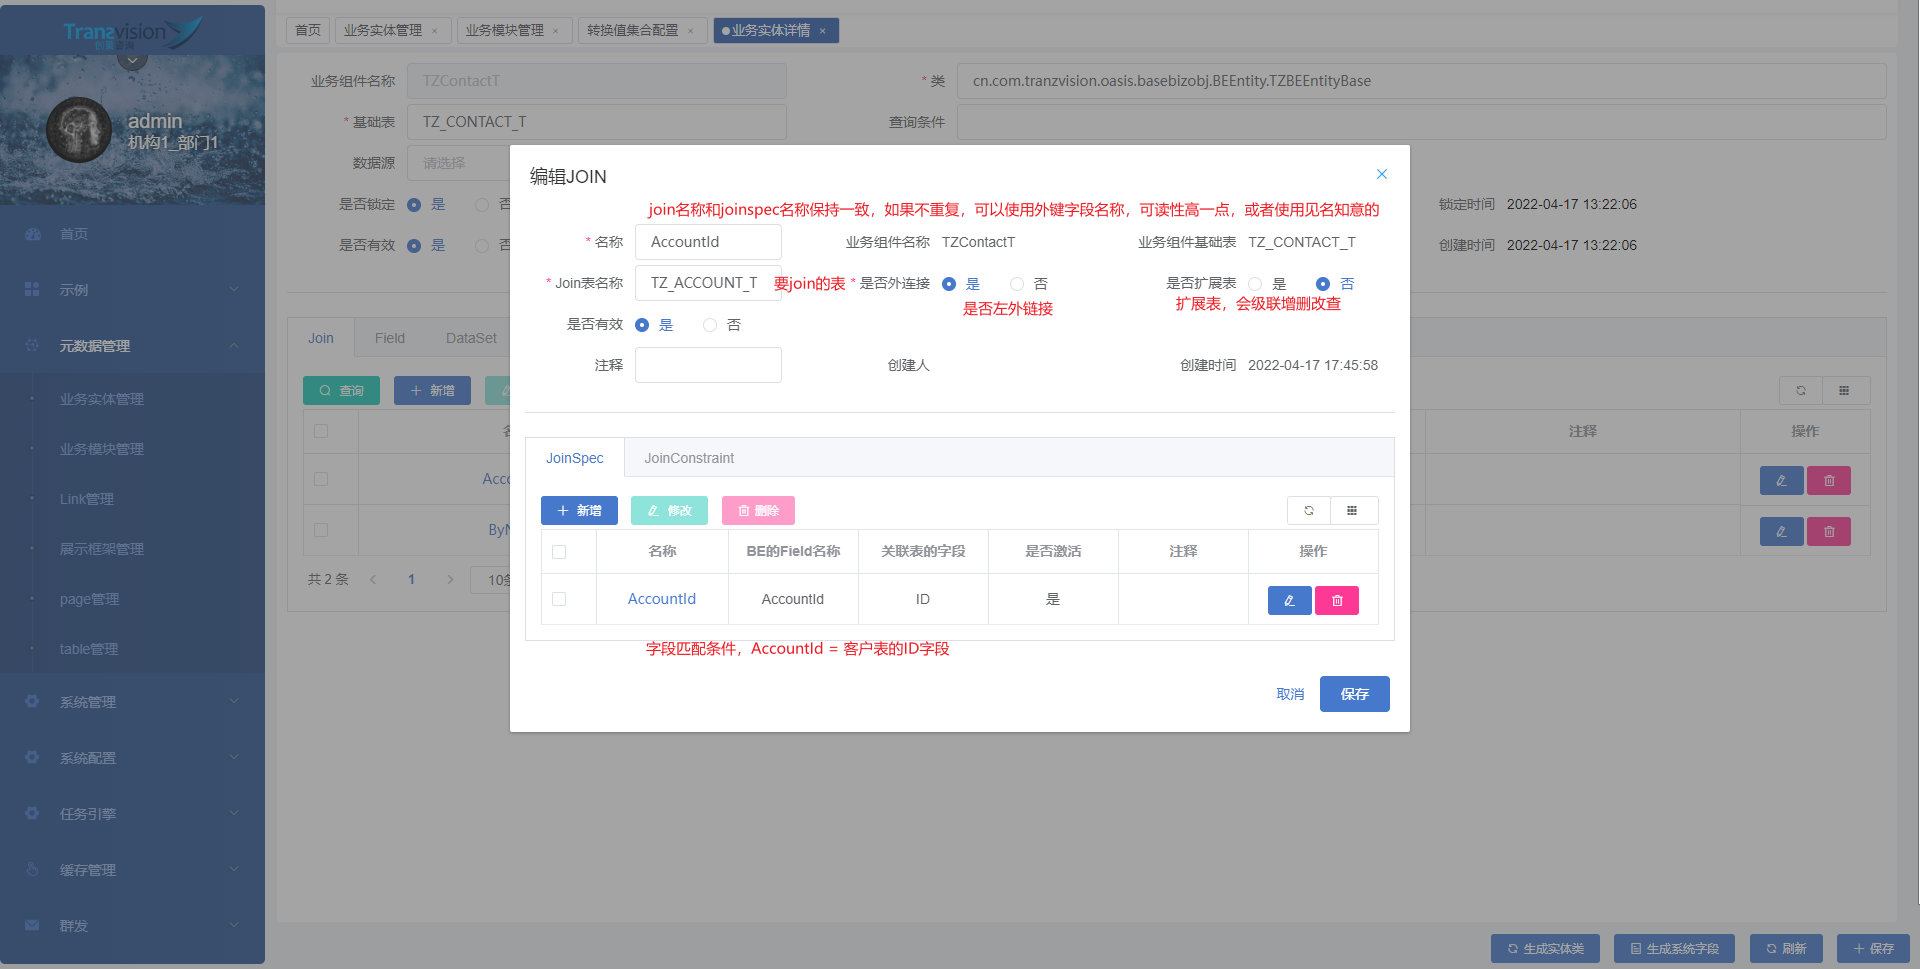 Tranzvision
创景咨询
admin
机构1_部门1
首页
示例
元数据管理
业务实体管理
业务模块管理
Link管理
展示框架管理
page管理
table管理
系统管理
系统配置
任务引擎
缓存管理
群发
首页 业务实体管理 × 业务模块管理 × 转换值集合配置 × 业务实体详情 ×
业务组件名称 TZContactT * 类 cn.com.tranzvision.oasis.basebizobj.BEEntity.TZBEEntityBase
* 基础表 TZ_CONTACT_T 查询条件
数据源 请选择
是否锁定 是 否 锁定时间 2022-04-17 13:22:06
是否有效 是 否 创建时间 2022-04-17 13:22:06
Join Field DataSet
查询 新增
注释 操作
共 2 条 1
编辑JOIN
join名称和joinspec名称保持一致，如果不重复，可以使用外键字段名称，可读性高一点，或者使用见名知意的
* 名称 AccountId 业务组件名称 TZContactT 业务组件基础表 TZ_CONTACT_T
* Join表名称 TZ_ACCOUNT_T 要join的表 * 是否外连接 是 否 是否扩展表 是 否
是否左外链接 扩展表，会级联增删改查
是否有效 是 否
注释 创建人 创建时间 2022-04-17 17:45:58
JoinSpec JoinConstraint
新增 修改 删除
名称 BE的Field名称 关联表的字段 是否激活 注释 操作
AccountId AccountId ID 是
字段匹配条件，AccountId = 客户表的ID字段
取消 保存
生成实体类 生成系统字段 刷新 保存